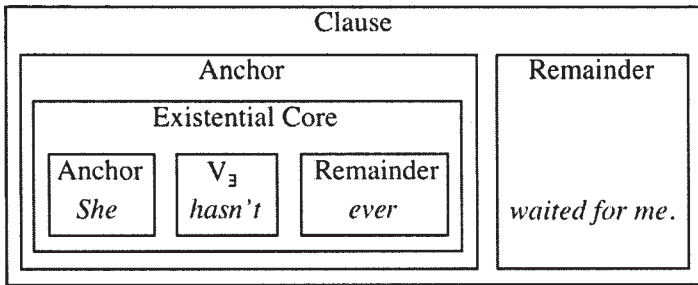 Clause
Anchor Remainder
Existential Core
Anchor V∃ Remainder
She hasn't ever waited for me.